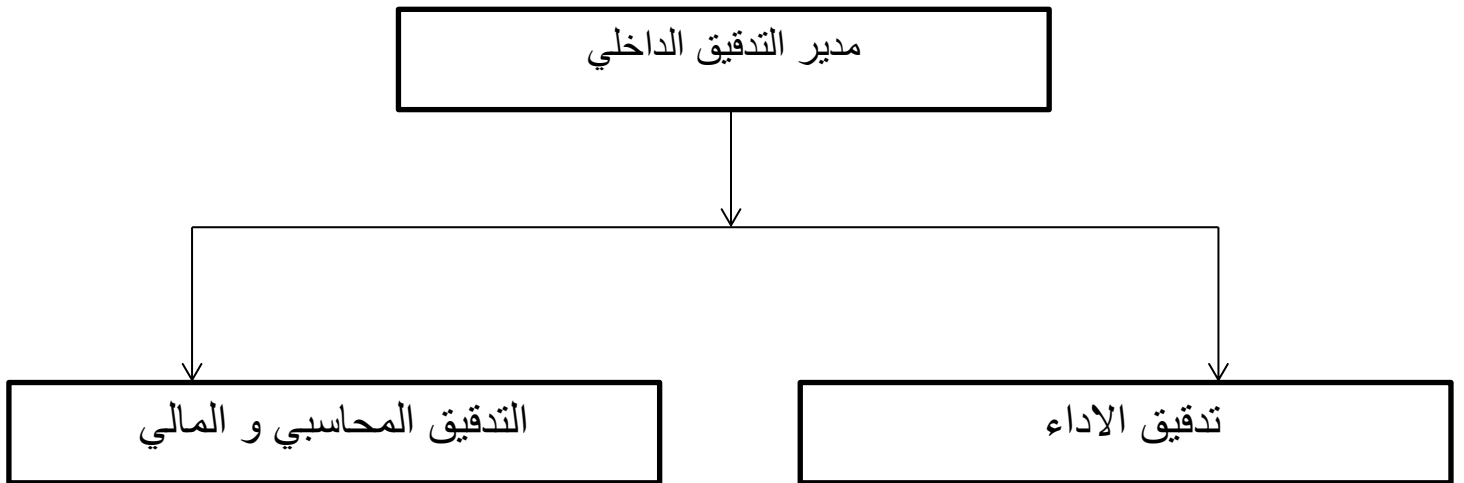 مدير التدقيق الداخلي
تدقيق الاداء
التدقيق المحاسبي و المالي